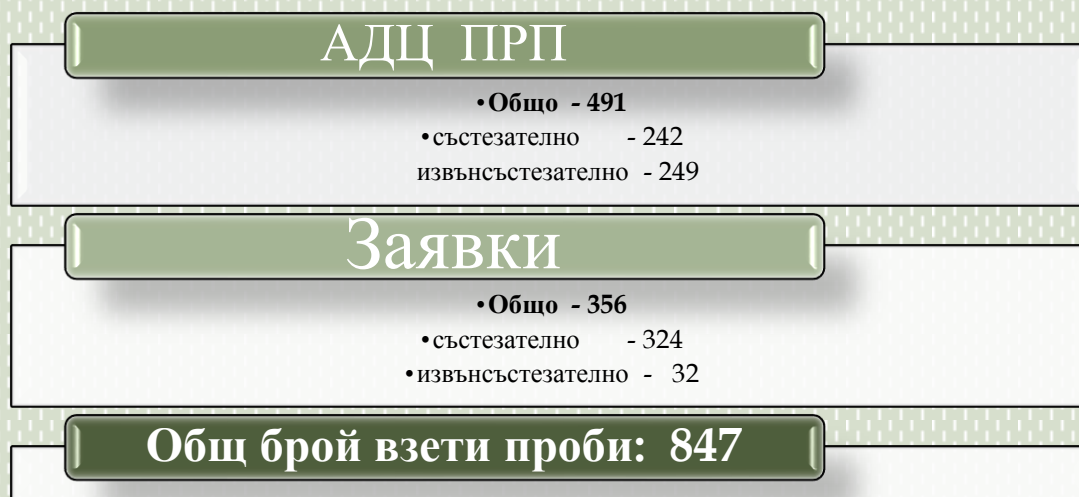 АДЦ ПРП
•Общо - 491
•състезателно - 242
извънсъстезателно - 249
Заявки
•Общо - 356
•състезателно - 324
•извънсъстезателно - 32
Общ брой взети проби: 847